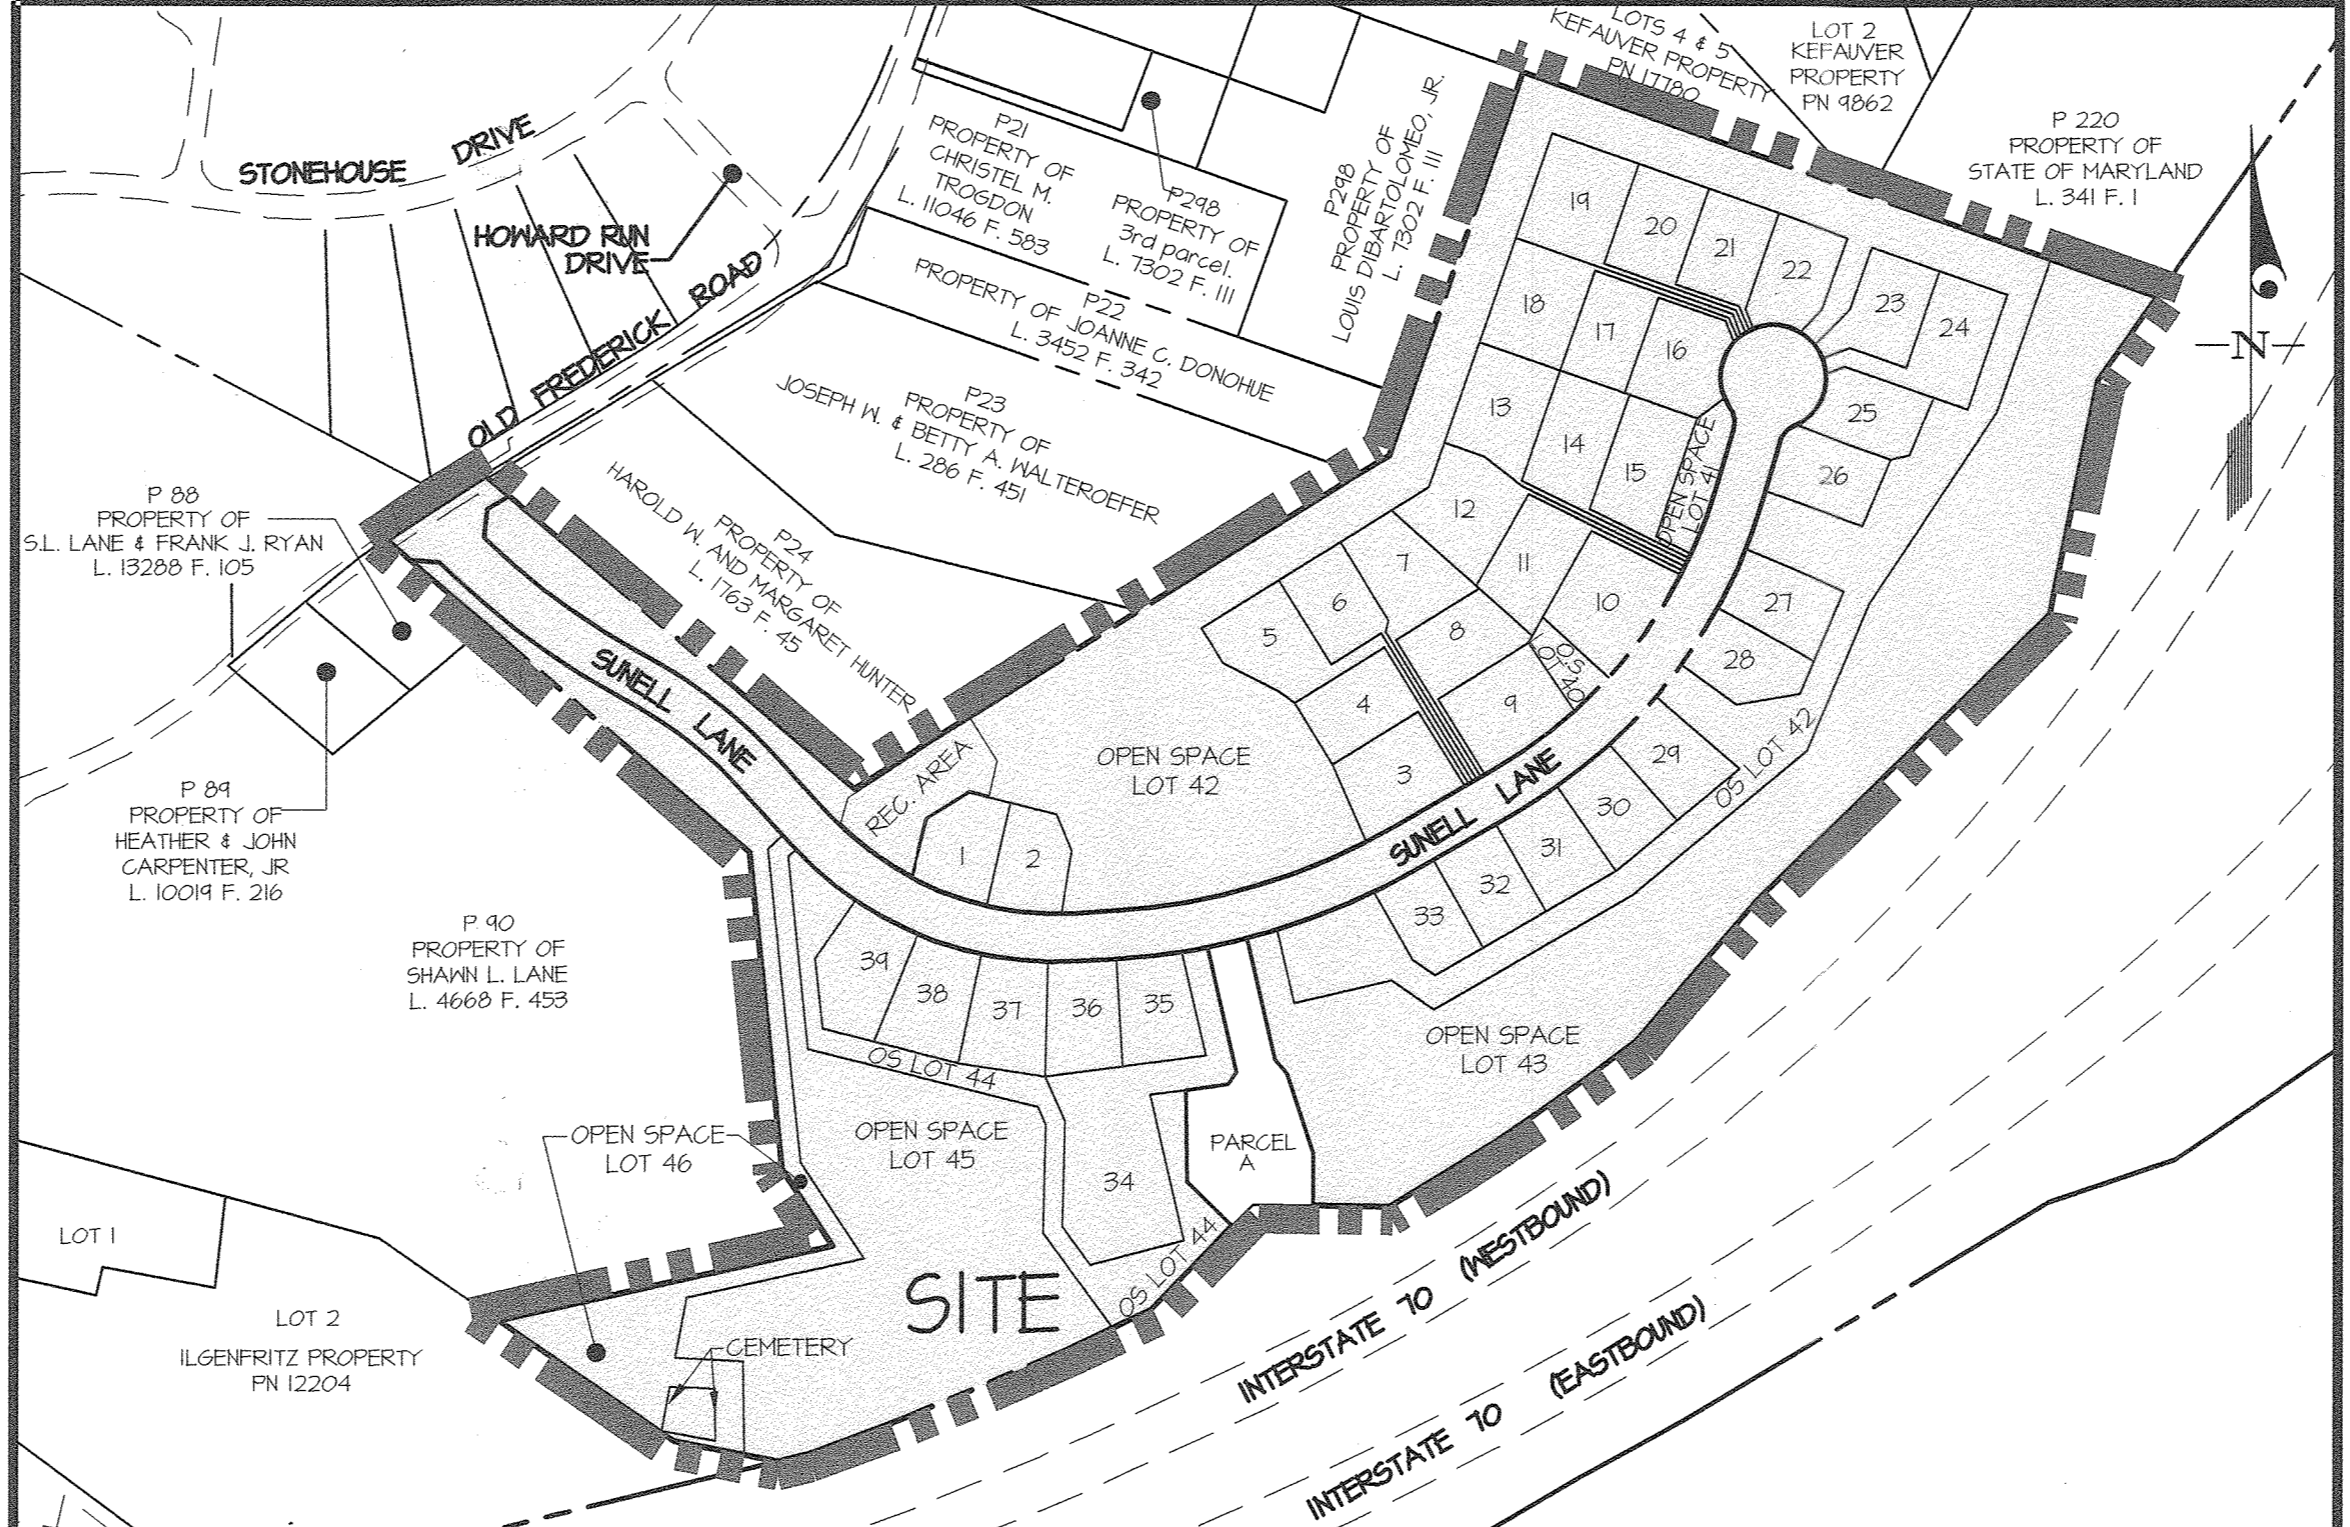 LOTS 4 & 5
KEFAUVER PROPERTY
PN 17780
LOT 2
KEFAUVER
PROPERTY
PN 9862
P 220
PROPERTY OF
STATE OF MARYLAND
L. 341 F. 1
N
STONEHOUSE DRIVE
HOWARD RUN
DRIVE
OLD FREDERICK ROAD
P21
PROPERTY OF
CHRISTEL M.
TROGDON
L. 11046 F. 583
P298
PROPERTY OF
3rd parcel.
L. 7302 F. 111
P298
PROPERTY OF
LOUIS DIBARTOLOMEO, JR.
L. 7302 F. 111
P22
PROPERTY OF JOANNE C. DONOHUE
L. 3452 F. 342
P23
PROPERTY OF
JOSEPH W. & BETTY A. WALTEROEFER
L. 286 F. 451
P24
PROPERTY OF
HAROLD W. AND MARGARET HUNTER
L. 1763 F. 45
P 88
PROPERTY OF
S.L. LANE & FRANK J. RYAN
L. 13288 F. 105
P 89
PROPERTY OF
HEATHER & JOHN
CARPENTER, JR
L. 10019 F. 216
P 90
PROPERTY OF
SHAWN L. LANE
L. 4668 F. 453
19
20
21
22
23
24
18
17
16
25
13
14
15
26
OPEN SPACE
LOT 41
12
11
10
27
28
7
6
5
8
9
4
3
O.S.
LOT 40
29
30
31
32
33
OS LOT 42
SUNELL LANE
SUNELL LANE
REC. AREA
1
2
OPEN SPACE
LOT 42
39
38
37
36
35
OS LOT 44
34
PARCEL
A
OPEN SPACE
LOT 43
OPEN SPACE
LOT 45
OPEN SPACE
LOT 46
OS LOT 44
SITE
CEMETERY
LOT 1
LOT 2
ILGENFRITZ PROPERTY
PN 12204
INTERSTATE 70 (WESTBOUND)
INTERSTATE 70 (EASTBOUND)